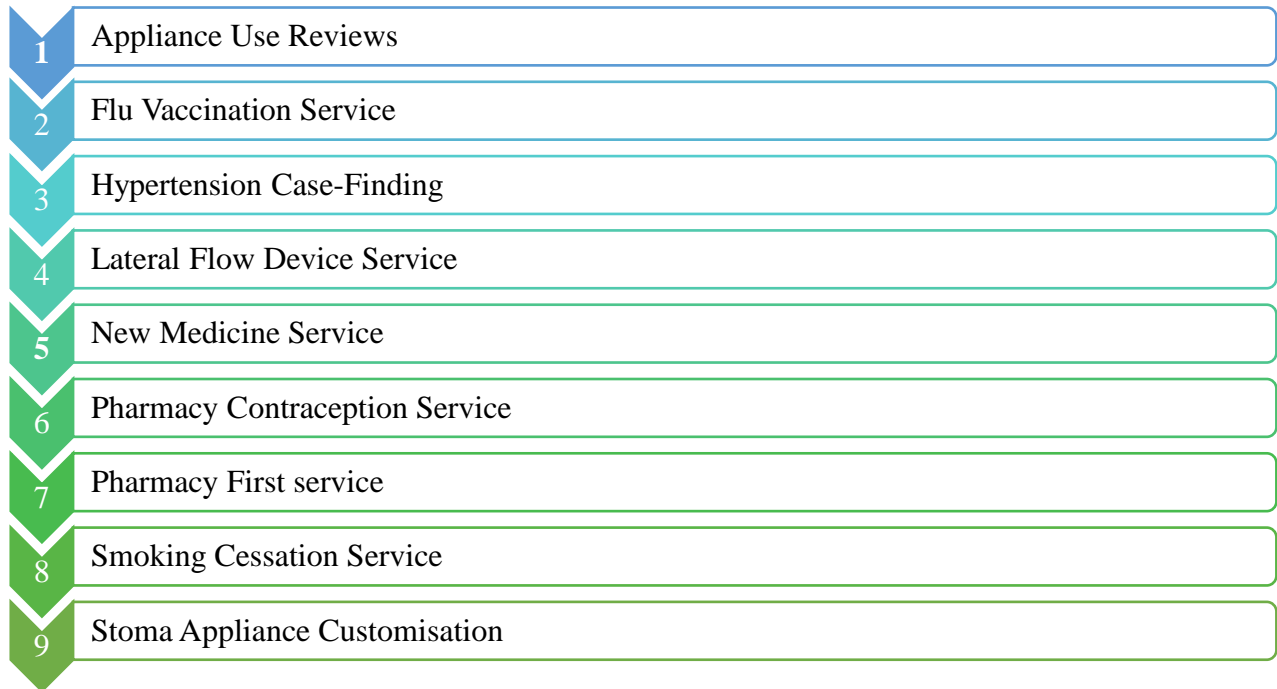 1 Appliance Use Reviews
2 Flu Vaccination Service
3 Hypertension Case-Finding
4 Lateral Flow Device Service
5 New Medicine Service
6 Pharmacy Contraception Service
7 Pharmacy First service
8 Smoking Cessation Service
9 Stoma Appliance Customisation